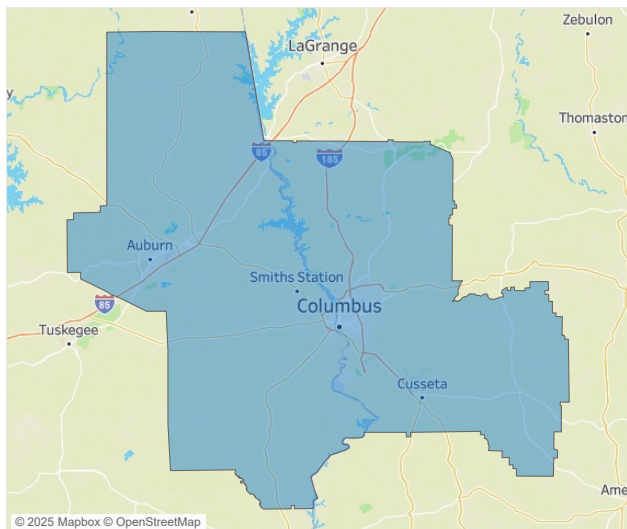 Zebulon
LaGrange
y
Thomaston
85
185
Auburn
Smiths Station
Columbus
85
Tuskegee
Cusseta
Ame
© 2025 Mapbox © OpenStreetMap